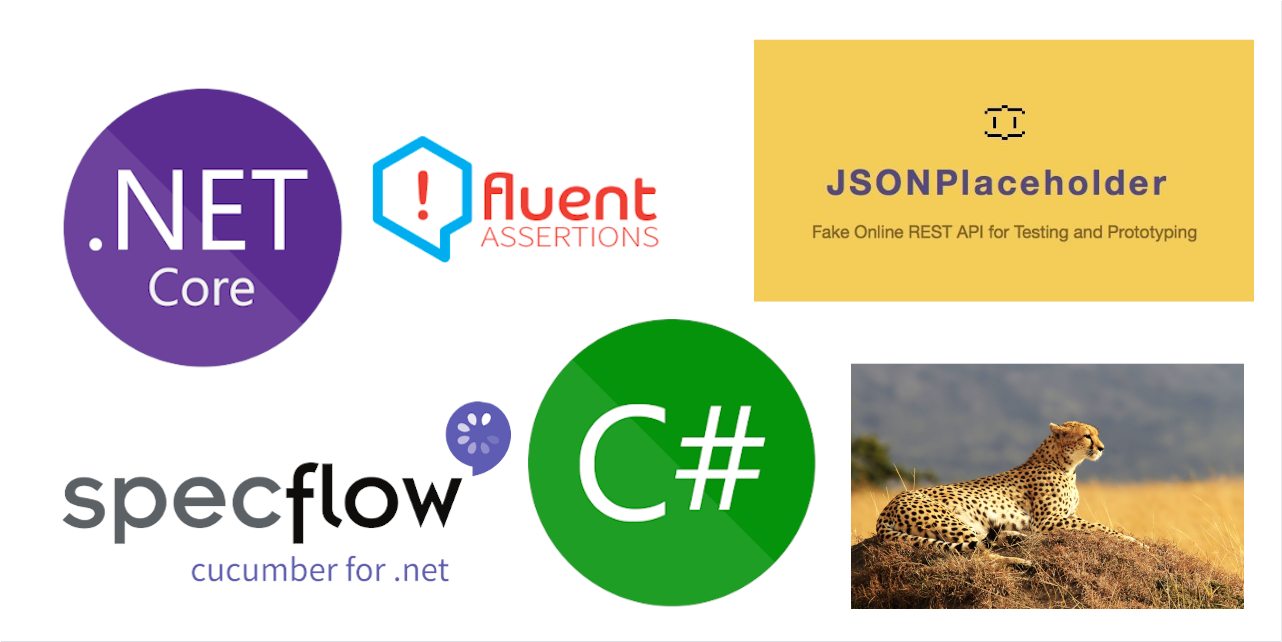 .NET
Core
!
fluent
ASSERTIONS
JSONPlaceholder
Fake Online REST API for Testing and Prototyping
specflow
cucumber for .net
C#